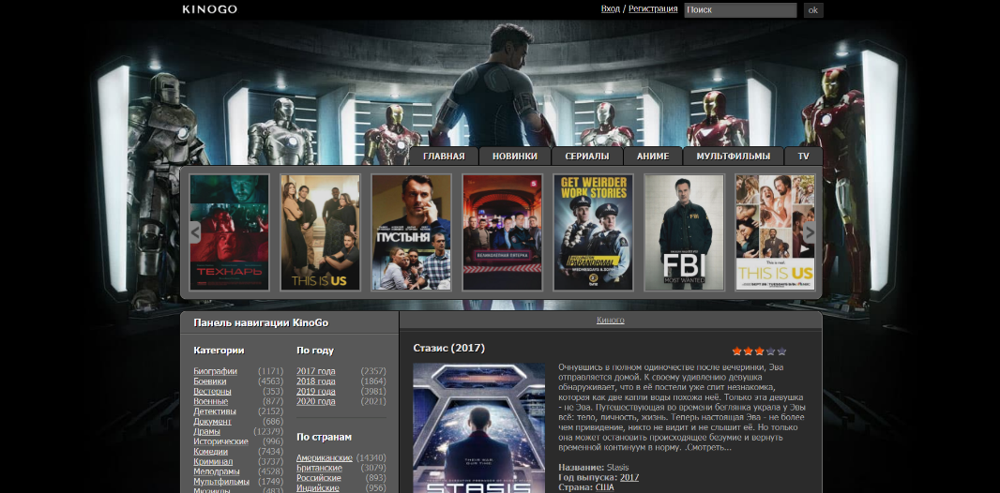 KINOGO
Вход / Регистрация
Поиск
ok
ГЛАВНАЯ
НОВИНКИ
СЕРИАЛЫ
АНИМЕ
МУЛЬТФИЛЬМЫ
TV
ТЕХНАРЬ
THIS IS US
ПУСТЫНЯ
ВЕЛИКОЛЕПНАЯ ПЯТЕРКА
GET WEIRDER
WORK STORIES
PARANORMAL
FBI
FBI
MOST WANTED
THIS IS US
Панель навигации KinoGo
Категории
Биографии (1171)
Боевики (4563)
Вестерны (353)
Военные (877)
Детективы (2152)
Документ (686)
Драмы (12379)
Исторические (996)
Комедии (7434)
Криминал (3737)
Мелодрамы (4528)
Мультфильмы (1749)
Мюзиклы (483)
По году
2017 года (2357)
2018 года (1864)
2019 года (3981)
2020 года (2021)
По странам
Американские (14340)
Британские (3079)
Российские (893)
Индийские (956)
Киного
Стазис (2017)
STASIS
Очнувшись в полном одиночестве после вечеринки, Эва
отправляется домой. К своему удивлению девушка
обнаруживает, что в её постели уже спит незнакомка,
которая как две капли воды похожа неё. Только эта девушка
- не Эва. Путешествующая во времени беглянка украла у Эвы
всё: тело, личность, жизнь. Теперь настоящая Эва - не более
чем привидение, никто не видит и не слышит её. Но только
она может остановить происходящее безумие и вернуть
временной континуум в норму. .Смотреть...
Название: Stasis
Год выпуска: 2017
Страна: США